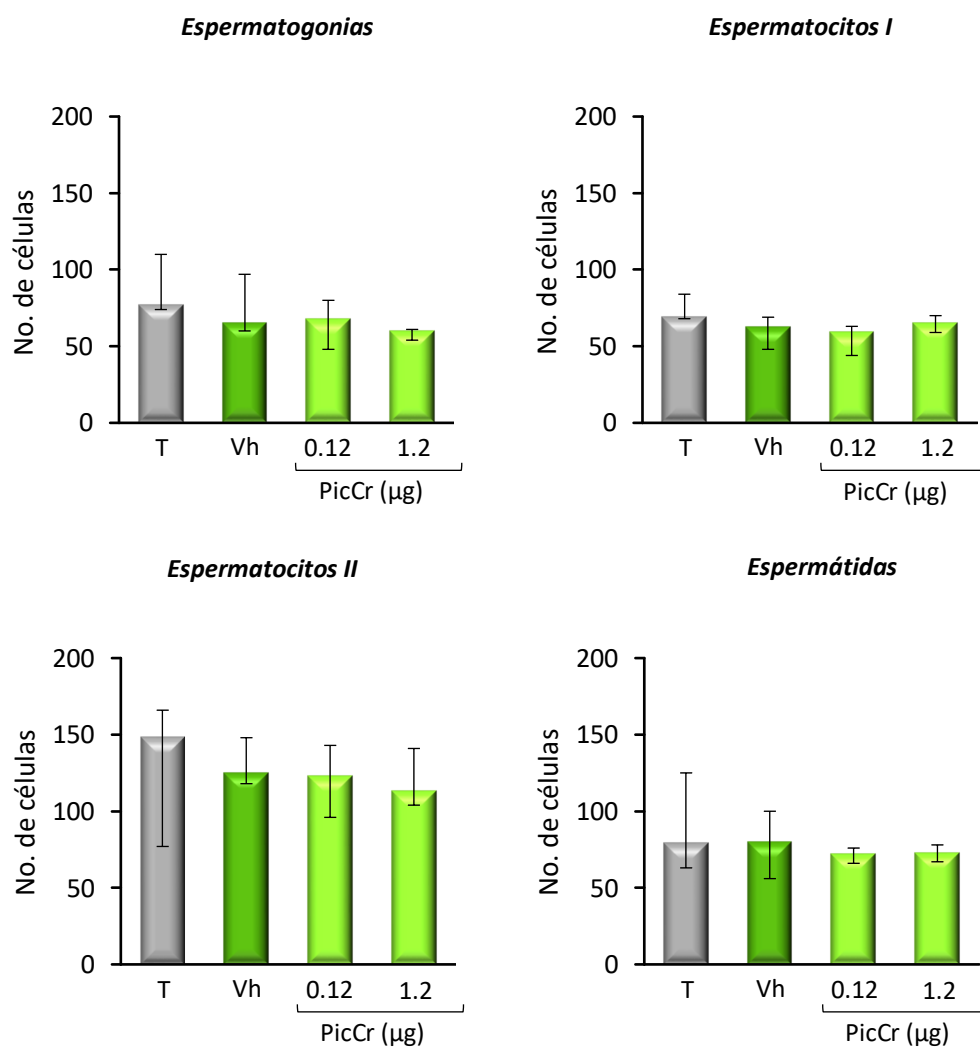 Espermatogonias
No. de células
200
150
100
50
0
T Vh 0.12 1.2
PicCr (µg)
Espermatocitos I
No. de células
200
150
100
50
0
T Vh 0.12 1.2
PicCr (µg)
Espermatocitos II
No. de células
200
150
100
50
0
T Vh 0.12 1.2
PicCr (µg)
Espermátidas
No. de células
200
150
100
50
0
T Vh 0.12 1.2
PicCr (µg)